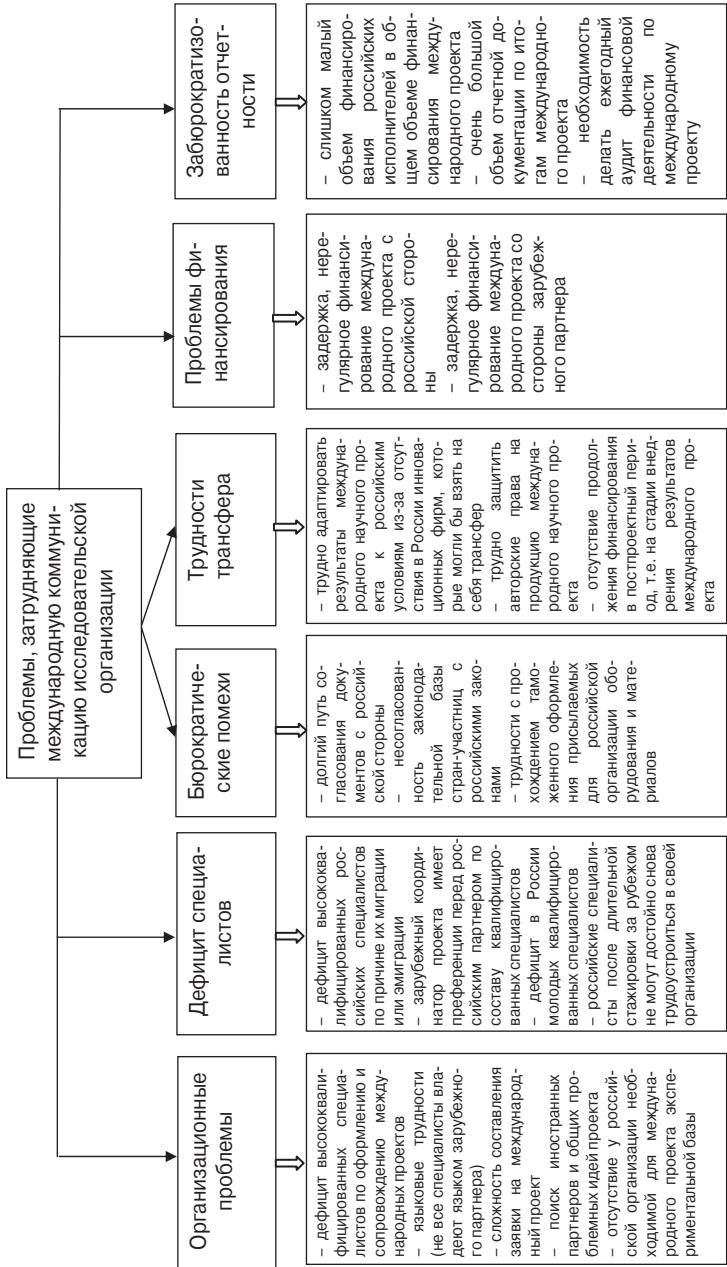 Проблемы, затрудняющие
международную коммуни-
кацию исследовательской
организации
Организационные
проблемы
– дефицит высококвали-
фицированных специа-
листов по оформлению и
сопровождению между-
народных проектов
– языковые трудности
(не все специалисты вла-
деют языком зарубежно-
го партнера)
– сложность составления
заявки на международ-
ный проект
– поиск иностранных
партнеров и общих про-
блемных идей проекта
– отсутствие у россий-
ской организации необ-
ходимой для междуна-
родного проекта экспе-
риментальной базы
Дефицит специа-
листов
– дефицит высококва-
лифицированных рос-
сийских специалистов
по причине их миграции
или эмиграции
– зарубежный коорди-
натор проекта имеет
преференции перед рос-
сийским партнером по
составу квалифициро-
ванных специалистов
– дефицит в России
молодых квалифициро-
ванных специалистов
– российские специали-
сты после длительной
стажировки за рубежом
не могут достойно снова
трудоустроиться в своей
организации
Бюрократиче-
ские помехи
– долгий путь со-
гласования доку-
ментов с россий-
ской стороны
– несогласован-
ность законода-
тельной базы
стран-участниц с
российскими зако-
нами
– трудности с про-
хождением тамо-
женного оформле-
ния присылаемых
для российской
организации обо-
рудования и мате-
риалов
Трудности
трансфера
– трудно адаптировать
результаты междуна-
родного научного про-
екта к российским
условиям из-за отсут-
ствия в России иннова-
ционных фирм, кото-
рые могли бы взять на
себя трансфер
– трудно защитить
авторские права на
продукцию междуна-
родного научного про-
екта
– отсутствие продол-
жения финансирования
в постпроектный пери-
од, т.е. на стадии внед-
рения результатов
международного про-
екта
Проблемы фи-
нансирования
– задержка, нере-
гулярное финанси-
рование междуна-
родного проекта с
российской сторо-
ны
– задержка, нере-
гулярное финанси-
рование междуна-
родного проекта со
стороны зарубеж-
ного партнера
Забюрократизо-
ванность отчет-
ности
– слишком малый
объем финансиро-
вания российских
исполнителей в об-
щем объеме финан-
сирования между-
народного проекта
– очень большой
объем отчетной до-
кументации по ито-
гам международно-
го проекта
– необходимость
делать ежегодный
аудит финансовой
деятельности по
международному
проекту